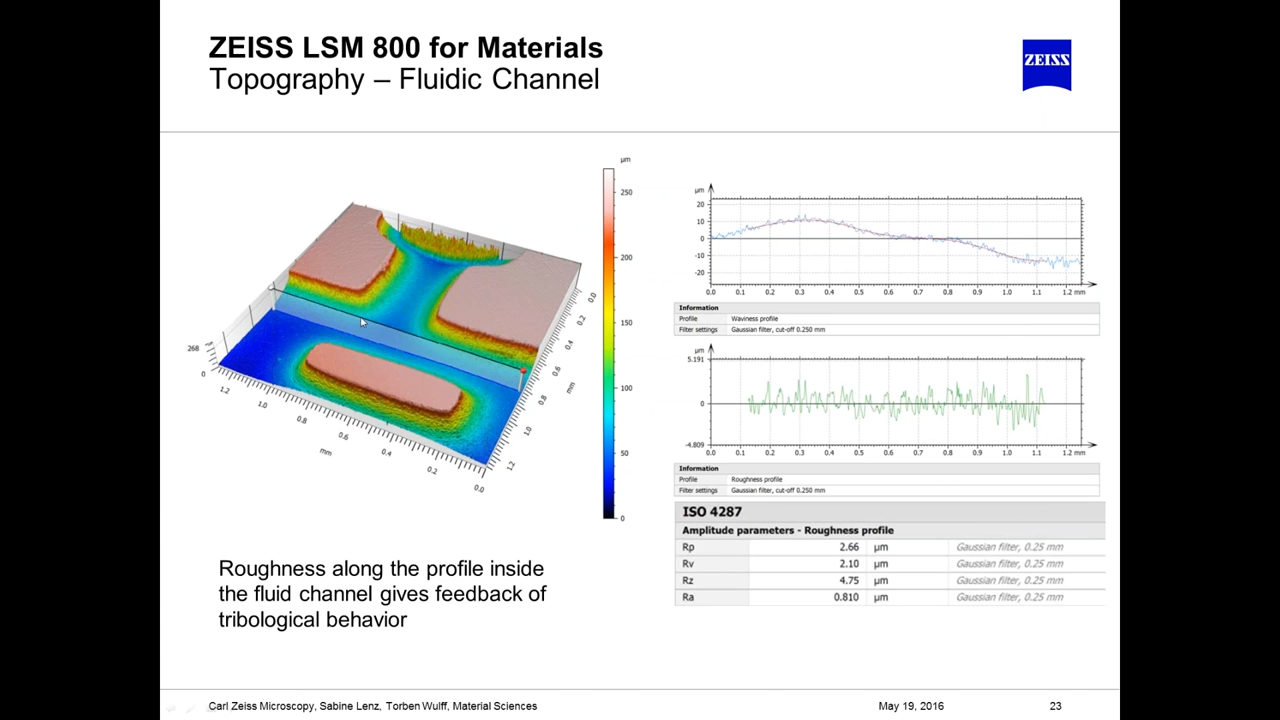 ZEISS LSM 800 for Materials
Topography – Fluidic Channel
ZEISS
µm
250
200
150
100
50
0
268
0
1.2
1.0
0.8
0.6
0.4
0.2
0.0
mm
0.0
0.2
0.4
0.6
0.8
1.0
1.2
mm
µm
20
10
0
-10
-20
0.0 0.1 0.2 0.3 0.4 0.5 0.6 0.7 0.8 0.9 1.0 1.1 1.2 mm
Information
Profile Waviness profile
Filter settings Gaussian filter, cut-off 0.250 mm
µm
5.191
0
-4.809
0.0 0.1 0.2 0.3 0.4 0.5 0.6 0.7 0.8 0.9 1.0 1.1 1.2 mm
Information
Profile Roughness profile
Filter settings Gaussian filter, cut-off 0.250 mm
ISO 4287
Amplitude parameters - Roughness profile
Rp 2.66 µm Gaussian filter, 0.25 mm
Rv 2.10 µm Gaussian filter, 0.25 mm
Rz 4.75 µm Gaussian filter, 0.25 mm
Ra 0.810 µm Gaussian filter, 0.25 mm
Roughness along the profile inside
the fluid channel gives feedback of
tribological behavior
Carl Zeiss Microscopy, Sabine Lenz, Torben Wulff, Material Sciences May 19, 2016 23